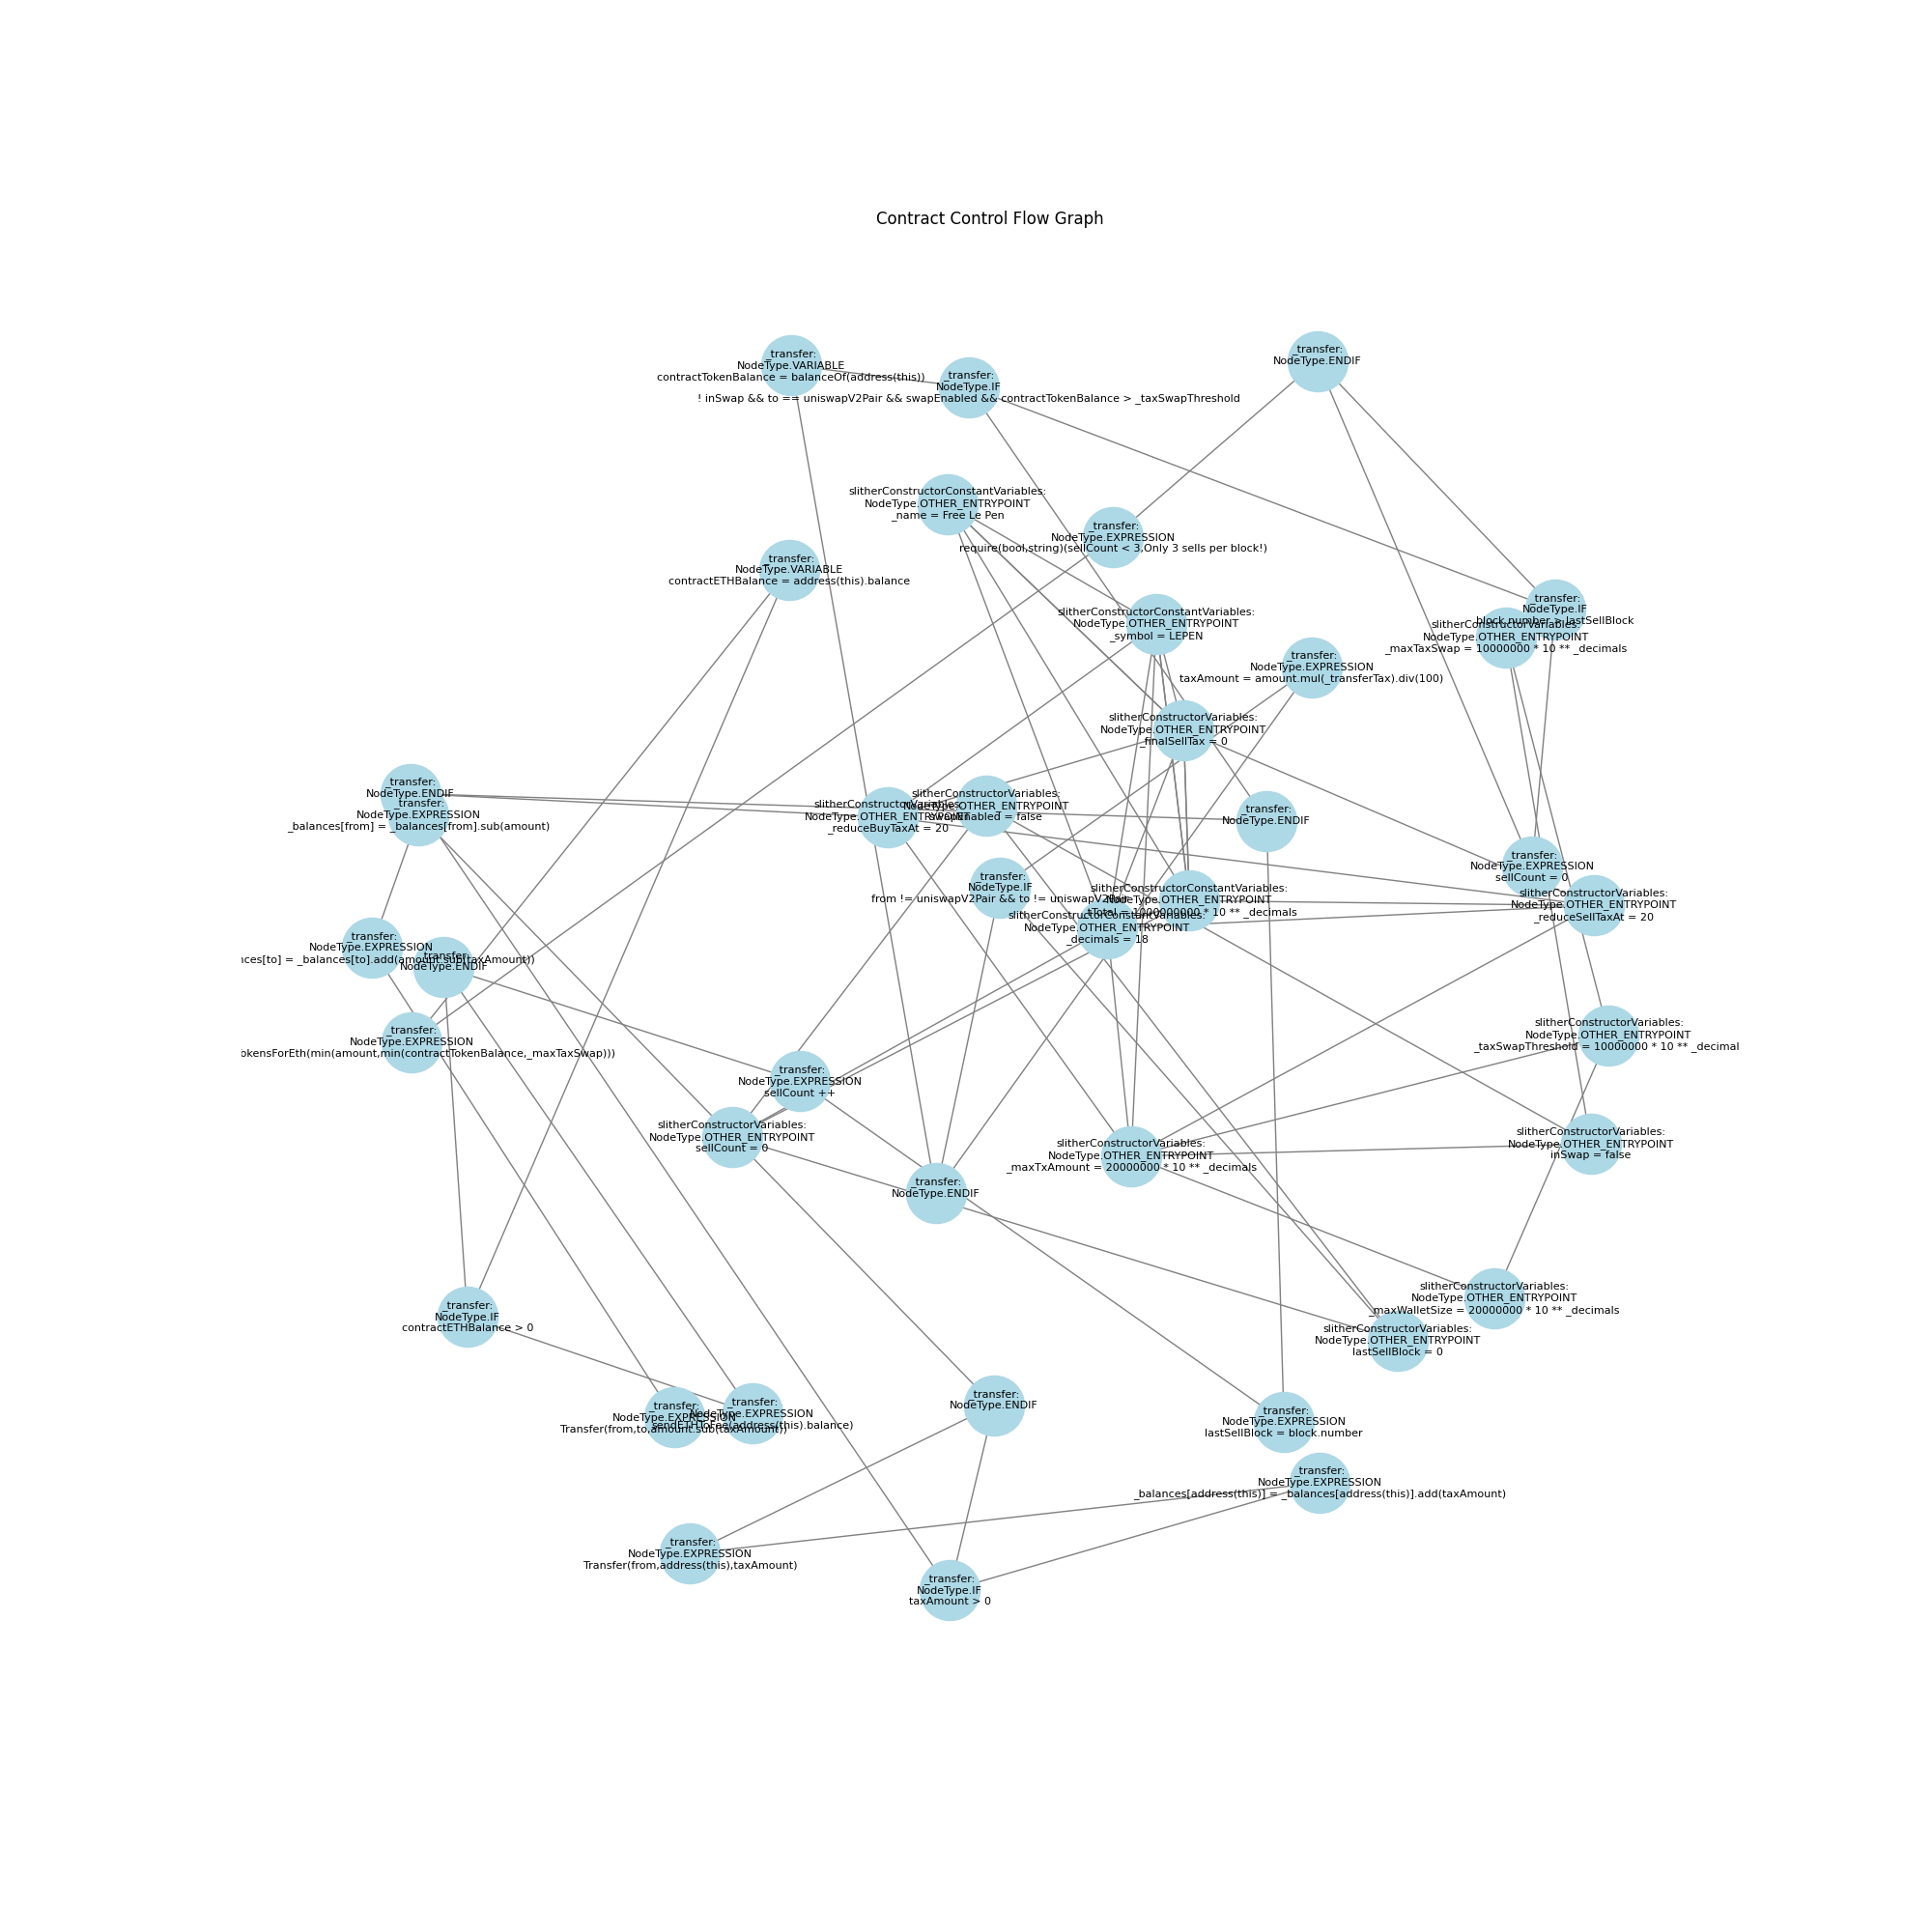 Contract Control Flow Graph
_transfer:
NodeType.VARIABLE
contractTokenBalance = balanceOf(address(this))
_transfer:
NodeType.IF
! inSwap && to == uniswapV2Pair && swapEnabled && contractTokenBalance > _taxSwapThreshold
_transfer:
NodeType.ENDIF
slitherConstructorConstantVariables:
NodeType.OTHER_ENTRYPOINT
_name = Free Le Pen
_transfer:
NodeType.EXPRESSION
require(bool,string)(sellCount < 3,Only 3 sells per block!)
_transfer:
NodeType.VARIABLE
contractETHBalance = address(this).balance
slitherConstructorConstantVariables:
NodeType.OTHER_ENTRYPOINT
_symbol = LEPEN
_transfer:
NodeType.IF
block.number > lastSellBlock
slitherConstructorVariables:
NodeType.OTHER_ENTRYPOINT
_maxTaxSwap = 10000000 * 10 ** _decimals
_transfer:
NodeType.EXPRESSION
taxAmount = amount.mul(_transferTax).div(100)
slitherConstructorVariables:
NodeType.OTHER_ENTRYPOINT
_finalSellTax = 0
_transfer:
NodeType.ENDIF
_transfer:
NodeType.EXPRESSION
_balances[from] = _balances[from].sub(amount)
slitherConstructorVariables:
NodeType.OTHER_ENTRYPOINT
_reduceBuyTaxAt = 20
slitherConstructorVariables:
NodeType.OTHER_ENTRYPOINT
swapEnabled = false
_transfer:
NodeType.ENDIF
_transfer:
NodeType.IF
from != uniswapV2Pair && to != uniswapV2Pair
slitherConstructorConstantVariables:
NodeType.OTHER_ENTRYPOINT
_tTotal = 1000000000 * 10 ** _decimals
slitherConstructorConstantVariables:
NodeType.OTHER_ENTRYPOINT
_decimals = 18
_transfer:
NodeType.EXPRESSION
sellCount = 0
slitherConstructorVariables:
NodeType.OTHER_ENTRYPOINT
_reduceSellTaxAt = 20
_transfer:
NodeType.EXPRESSION
ces[to] = _balances[to].add(amount.sub(taxAmount))
_transfer:
NodeType.ENDIF
_transfer:
NodeType.EXPRESSION
okensForEth(min(amount,min(contractTokenBalance,_maxTaxSwap)))
slitherConstructorVariables:
NodeType.OTHER_ENTRYPOINT
_taxSwapThreshold = 10000000 * 10 ** _decimal
_transfer:
NodeType.EXPRESSION
sellCount ++
slitherConstructorVariables:
NodeType.OTHER_ENTRYPOINT
sellCount = 0
slitherConstructorVariables:
NodeType.OTHER_ENTRYPOINT
_maxTxAmount = 20000000 * 10 ** _decimals
slitherConstructorVariables:
NodeType.OTHER_ENTRYPOINT
inSwap = false
_transfer:
NodeType.ENDIF
slitherConstructorVariables:
NodeType.OTHER_ENTRYPOINT
_maxWalletSize = 20000000 * 10 ** _decimals
_transfer:
NodeType.IF
contractETHBalance > 0
slitherConstructorVariables:
NodeType.OTHER_ENTRYPOINT
lastSellBlock = 0
_transfer:
NodeType.ENDIF
_transfer:
NodeType.EXPRESSION
Transfer(from,to,amount.sub(taxAmount))
_transfer:
NodeType.EXPRESSION
sendETHToFee(address(this).balance)
_transfer:
NodeType.EXPRESSION
lastSellBlock = block.number
_transfer:
NodeType.EXPRESSION
_balances[address(this)] = _balances[address(this)].add(taxAmount)
_transfer:
NodeType.EXPRESSION
Transfer(from,address(this),taxAmount)
_transfer:
NodeType.IF
taxAmount > 0